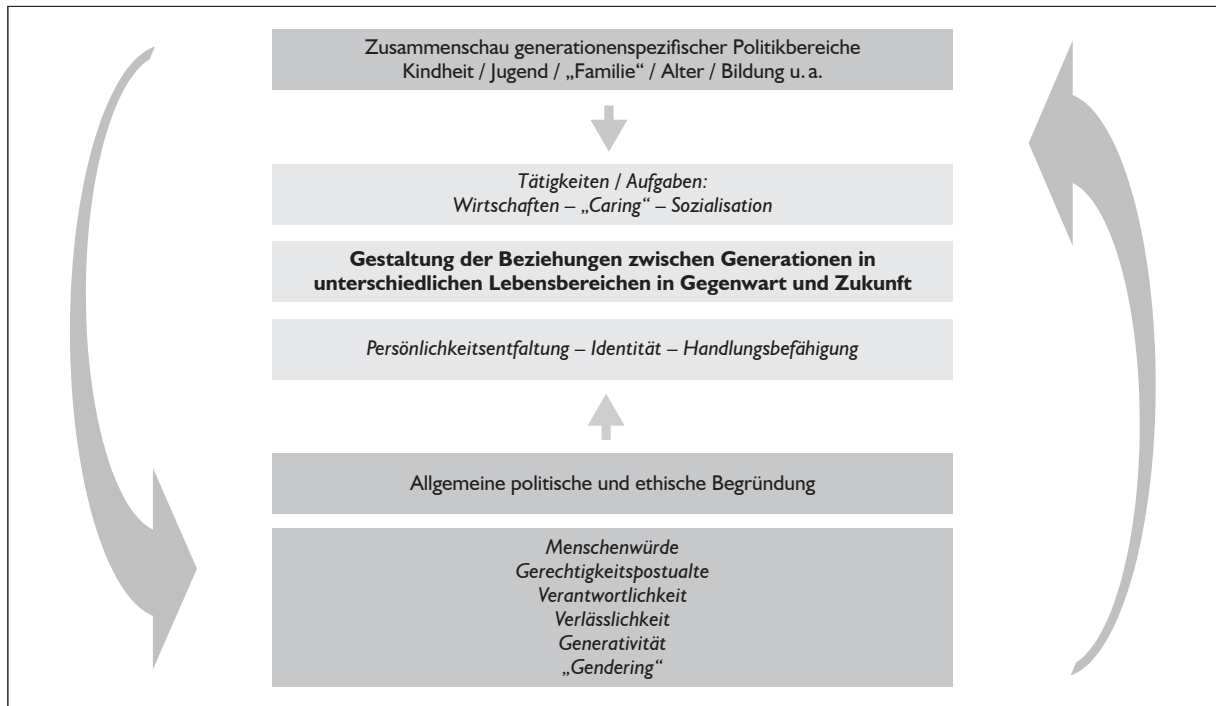 Zusammenschau generationenspezifischer Politikbereiche
Kindheit / Jugend / „Familie“ / Alter / Bildung u. a.
Tätigkeiten / Aufgaben:
Wirtschaften – „Caring“ – Sozialisation
Gestaltung der Beziehungen zwischen Generationen in
unterschiedlichen Lebensbereichen in Gegenwart und Zukunft
Persönlichkeitsentfaltung – Identität – Handlungsbefähigung
Allgemeine politische und ethische Begründung
Menschenwürde
Gerechtigkeitspostualte
Verantwortlichkeit
Verlässlichkeit
Generativität
„Gendering“